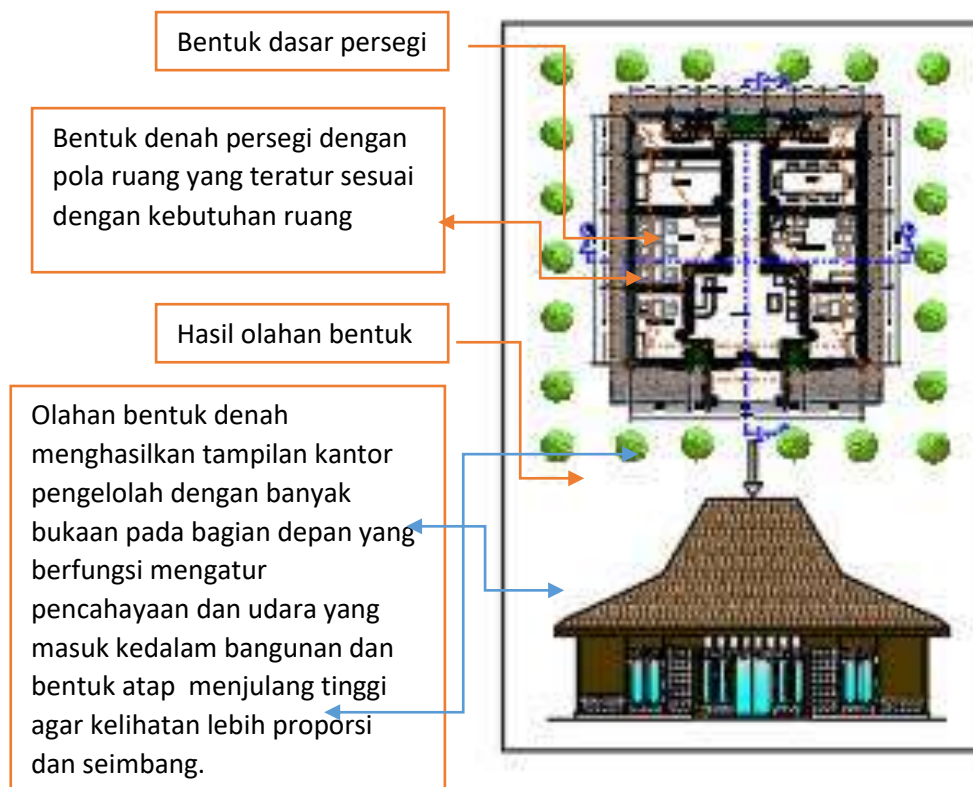 Bentuk dasar persegi
Bentuk denah persegi dengan
pola ruang yang teratur sesuai
dengan kebutuhan ruang
Hasil olahan bentuk
Olahan bentuk denah
menghasilkan tampilan kantor
pengelolah dengan banyak
bukaan pada bagian depan yang
berfungsi mengatur
pencahayaan dan udara yang
masuk kedalam bangunan dan
bentuk atap menjulang tinggi
agar kelihatan lebih proporsi
dan seimbang.